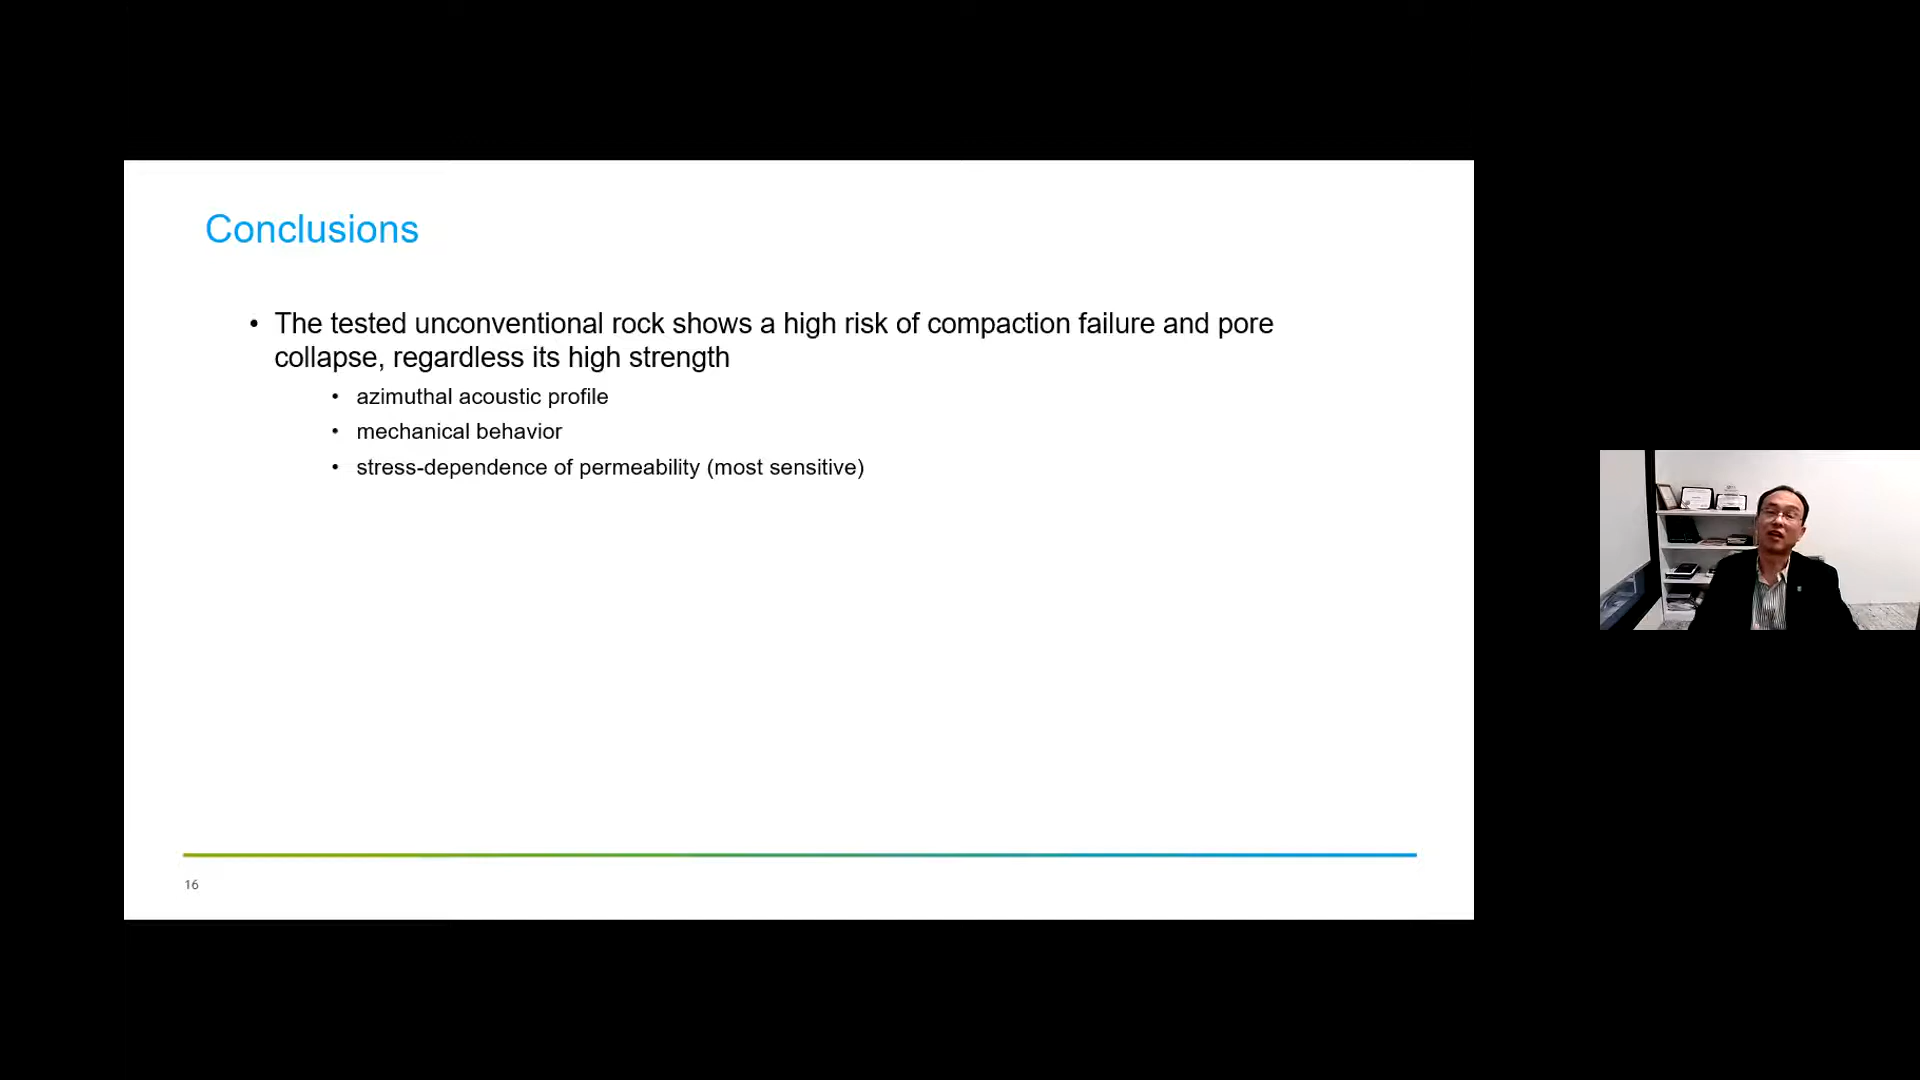 Conclusions
• The tested unconventional rock shows a high risk of compaction failure and pore
collapse, regardless its high strength
• azimuthal acoustic profile
• mechanical behavior
• stress-dependence of permeability (most sensitive)
16